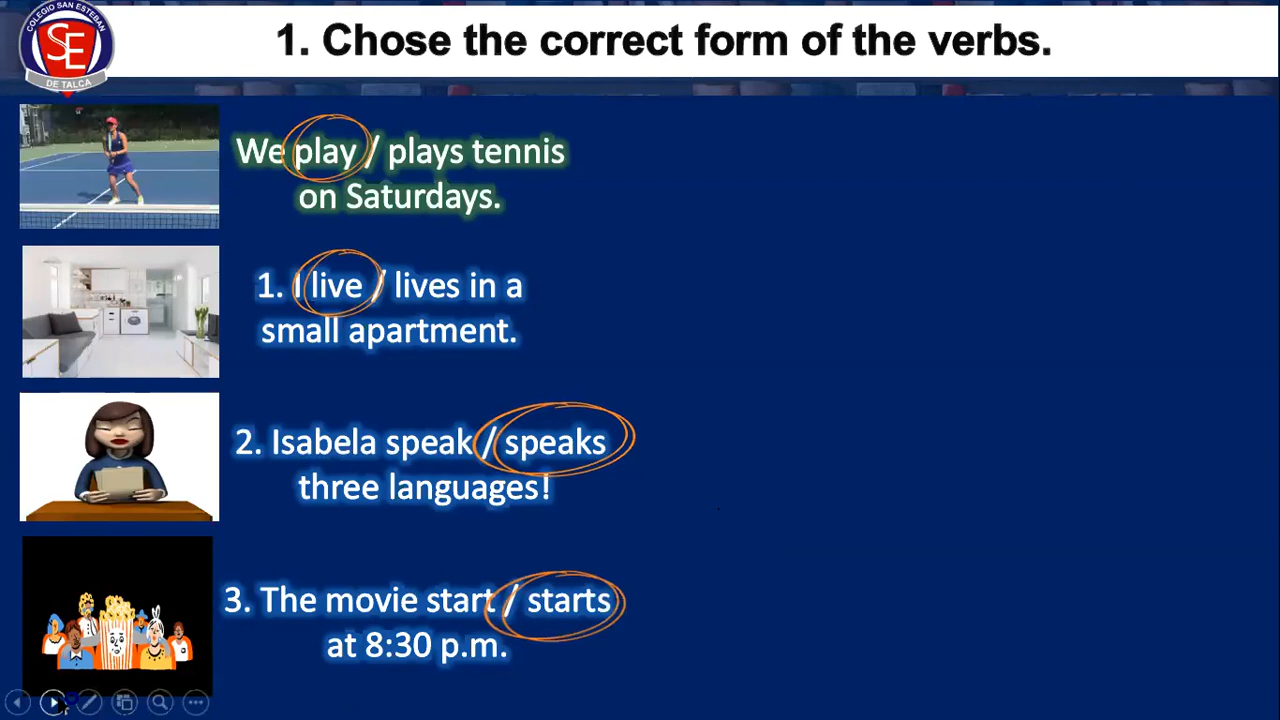 COLEGIO SAN ESTEBAN
SE
DE TALCA
1. Chose the correct form of the verbs.
We play / plays tennis
on Saturdays.
1. I live / lives in a
small apartment.
2. Isabela speak / speaks
three languages!
3. The movie start / starts
at 8:30 p.m.